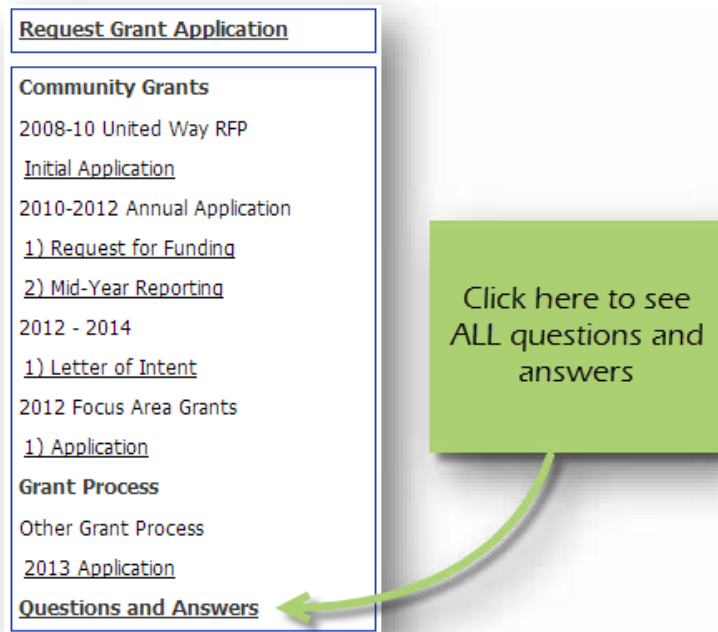 Request Grant Application
Community Grants
2008-10 United Way RFP
Initial Application
2010-2012 Annual Application
1) Request for Funding
2) Mid-Year Reporting
2012 - 2014
1) Letter of Intent
2012 Focus Area Grants
1) Application
Grant Process
Other Grant Process
2013 Application
Questions and Answers
Click here to see
ALL questions and
answers